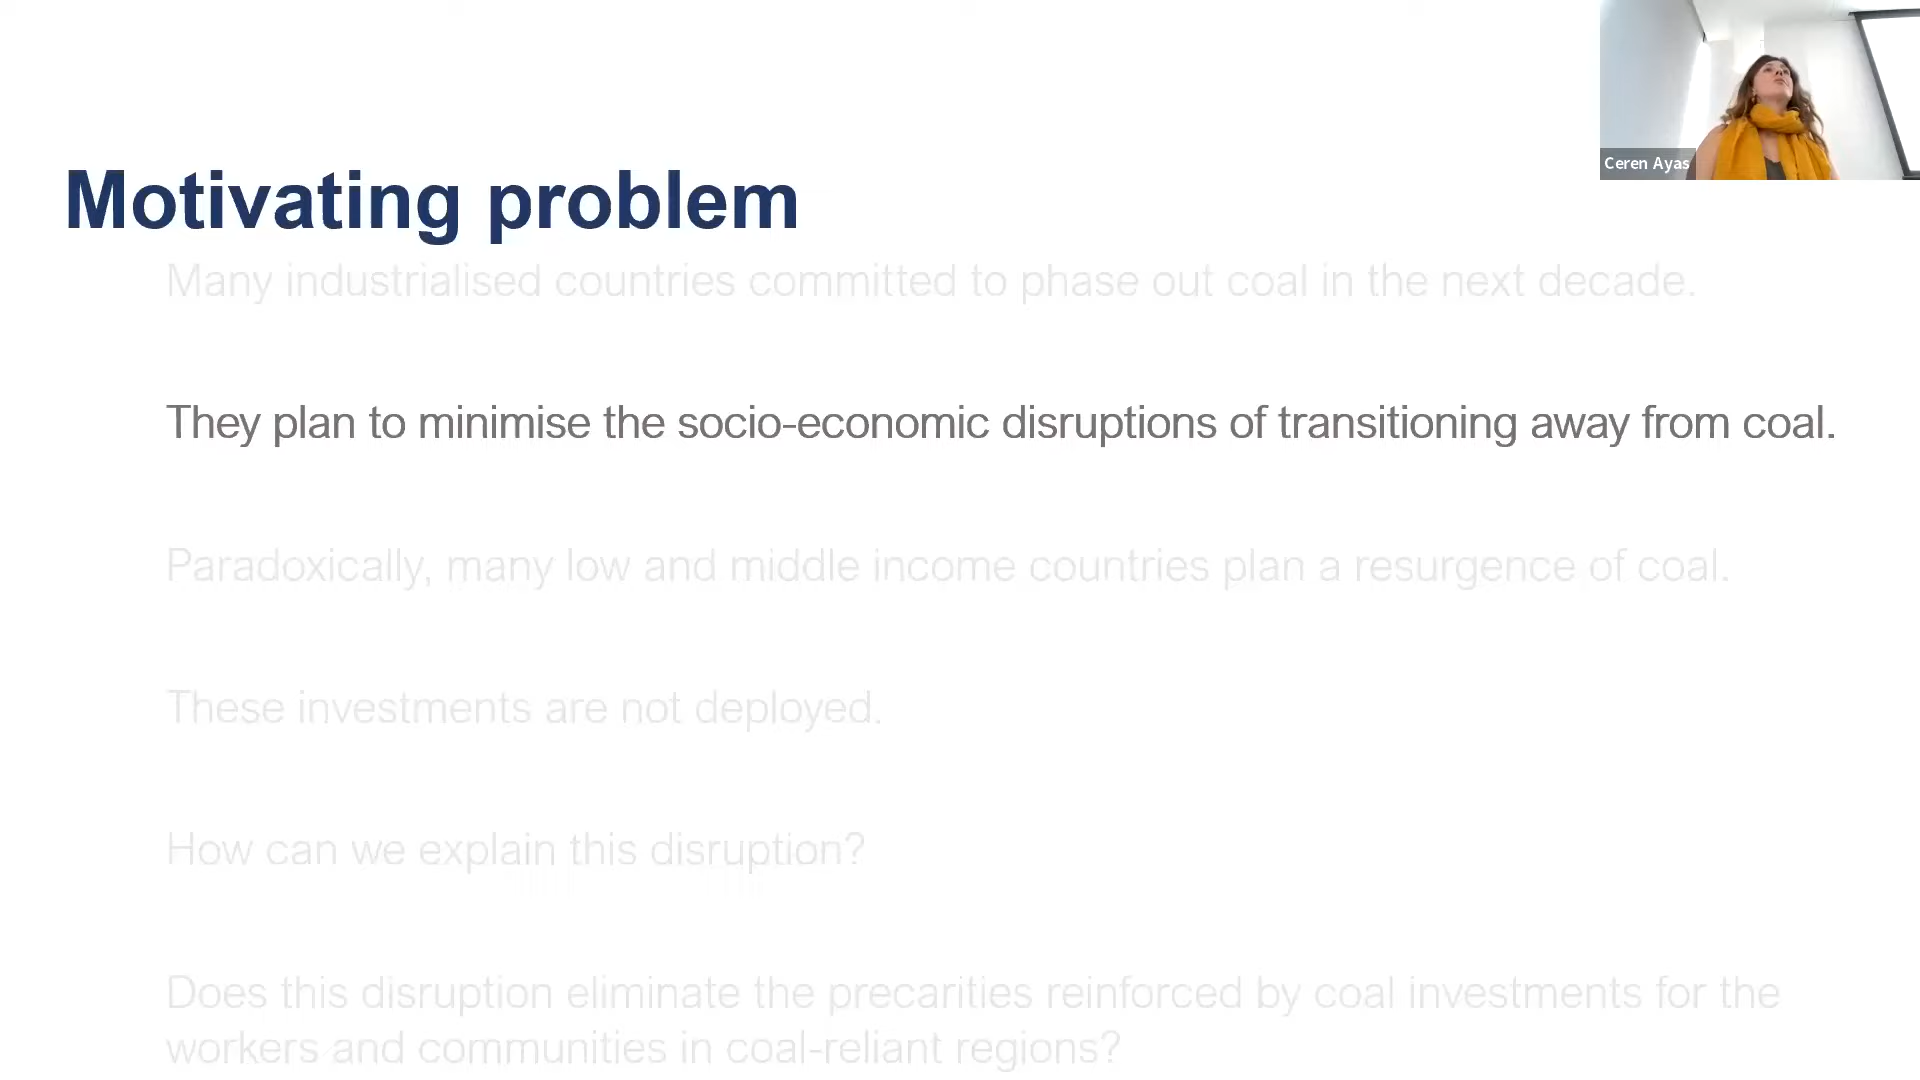 Ceren Ayas
Motivating problem
Many industrialised countries committed to phase out coal in the next decade.
They plan to minimise the socio-economic disruptions of transitioning away from coal.
Paradoxically, many low and middle income countries plan a resurgence of coal.
These investments are not deployed.
How can we explain this disruption?
Does this disruption eliminate the precarities reinforced by coal investments for the
workers and communities in coal-reliant regions?